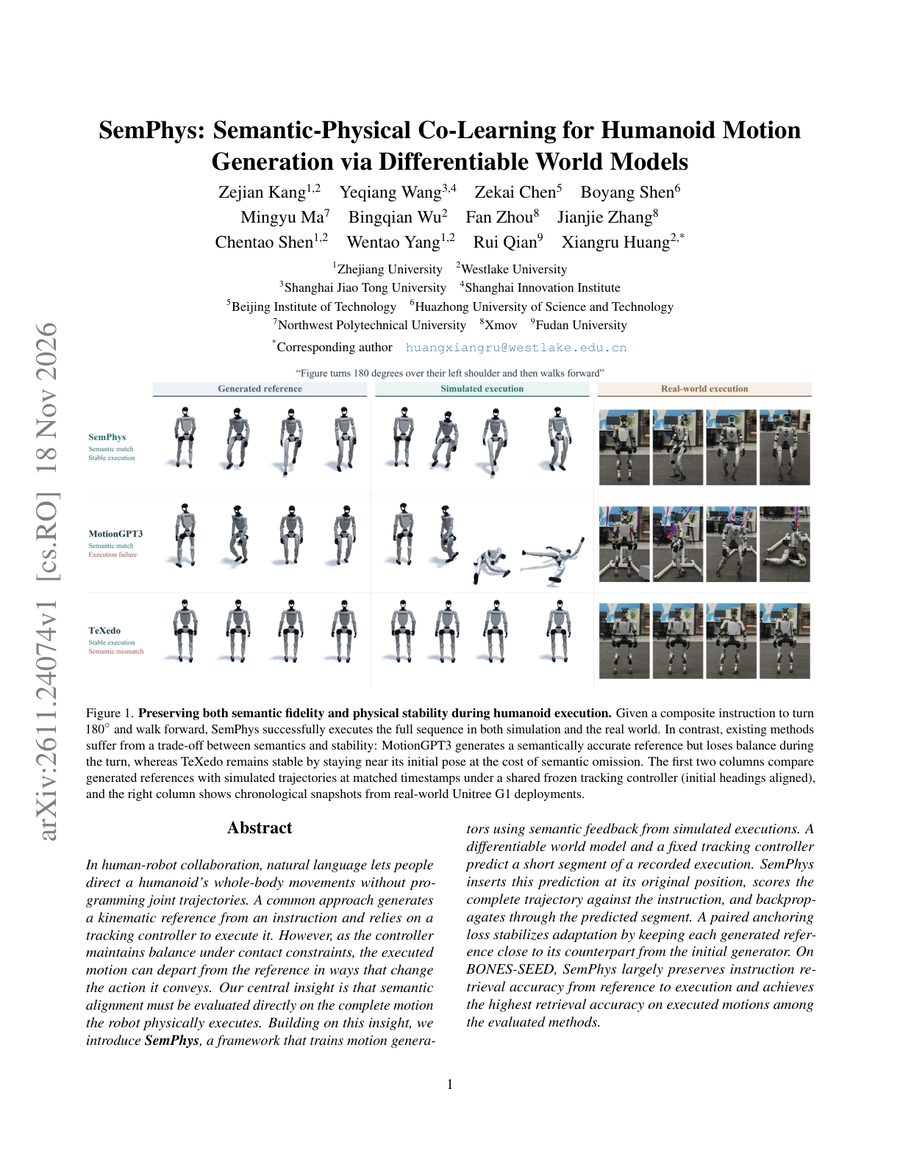 SemPhys: Semantic-Physical Co-Learning for Humanoid Motion
Generation via Differentiable World Models
Zejian Kang1,2 Yeqiang Wang3,4 Zekai Chen5 Boyang Shen6
Mingyu Ma7 Bingqian Wu2 Fan Zhou8 Jianjie Zhang8
Chentao Shen1,2 Wentao Yang1,2 Rui Qian9 Xiangru Huang2,*
1Zhejiang University 2Westlake University
3Shanghai Jiao Tong University 4Shanghai Innovation Institute
5Beijing Institute of Technology 6Huazhong University of Science and Technology
7Northwest Polytechnical University 8Xmov 9Fudan University
*Corresponding author huangxiangru@westlake.edu.cn
arXiv:2611.24074v1 [cs.RO] 18 Nov 2026
“Figure turns 180 degrees over their left shoulder and then walks forward”
Generated reference Simulated execution Real-world execution
SemPhys
Semantic match
Stable execution
MotionGPT3
Semantic match
Execution failure
TeXedo
Stable execution
Semantic mismatch
Figure 1. Preserving both semantic fidelity and physical stability during humanoid execution. Given a composite instruction to turn
180° and walk forward, SemPhys successfully executes the full sequence in both simulation and the real world. In contrast, existing methods
suffer from a trade-off between semantics and stability: MotionGPT3 generates a semantically accurate reference but loses balance during
the turn, whereas TeXedo remains stable by staying near its initial pose at the cost of semantic omission. The first two columns compare
generated references with simulated trajectories at matched timestamps under a shared frozen tracking controller (initial headings aligned),
and the right column shows chronological snapshots from real-world Unitree G1 deployments.
Abstract
In human-robot collaboration, natural language lets people
direct a humanoid’s whole-body movements without pro-
gramming joint trajectories. A common approach generates
a kinematic reference from an instruction and relies on a
tracking controller to execute it. However, as the controller
maintains balance under contact constraints, the executed
motion can depart from the reference in ways that change
the action it conveys. Our central insight is that semantic
alignment must be evaluated directly on the complete motion
the robot physically executes. Building on this insight, we
introduce SemPhys, a framework that trains motion genera-
tors using semantic feedback from simulated executions. A
differentiable world model and a fixed tracking controller
predict a short segment of a recorded execution. SemPhys
inserts this prediction at its original position, scores the
complete trajectory against the instruction, and backprop-
agates through the predicted segment. A paired anchoring
loss stabilizes adaptation by keeping each generated refer-
ence close to its counterpart from the initial generator. On
BONES-SEED, SemPhys largely preserves instruction re-
trieval accuracy from reference to execution and achieves
the highest retrieval accuracy on executed motions among
the evaluated methods.
1